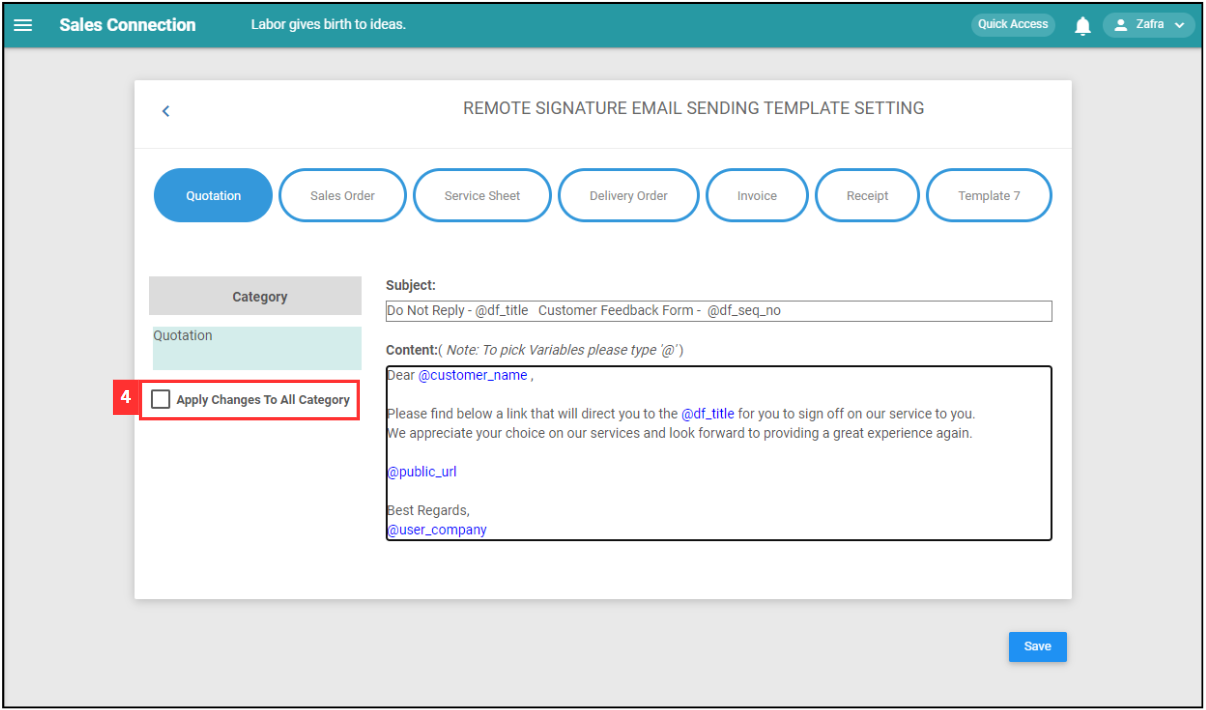 Sales Connection
Labor gives birth to ideas.
Quick Access
Zafra
REMOTE SIGNATURE EMAIL SENDING TEMPLATE SETTING
Quotation
Sales Order
Service Sheet
Delivery Order
Invoice
Receipt
Template 7
Category
Quotation
4
Apply Changes To All Category
Subject:
Do Not Reply - @df_title Customer Feedback Form - @df_seq_no
Content:( Note: To pick Variables please type '@')
Dear @customer_name ,
Please find below a link that will direct you to the @df_title for you to sign off on our service to you.
We appreciate your choice on our services and look forward to providing a great experience again.
@public_url
Best Regards,
@user_company
Save